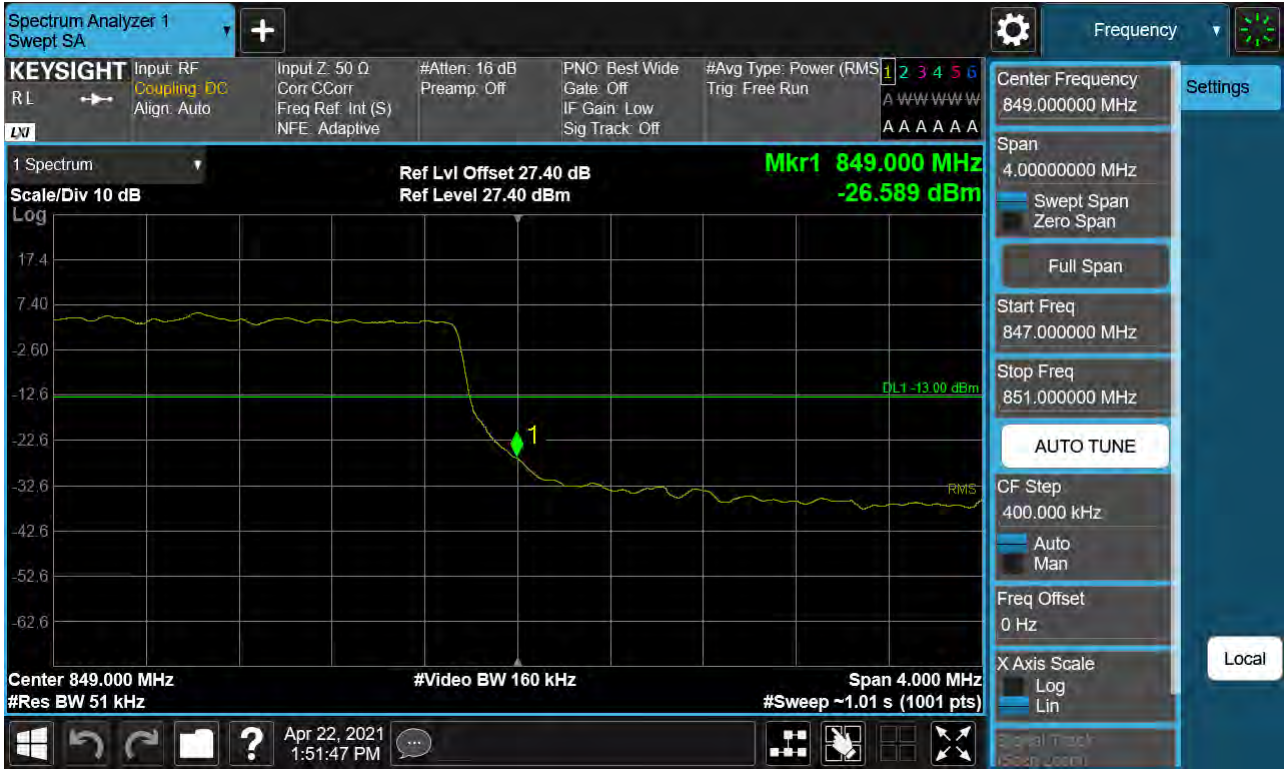 Spectrum Analyzer 1
Swept SA
Frequency
KEYSIGHT
R L
LXI
Input: RF
Coupling: DC
Align: Auto
Input Z: 50 Ω
Corr CCorr
Freq Ref: Int (S)
NFE: Adaptive
#Atten: 16 dB
Preamp: Off
PNO: Best Wide
Gate: Off
IF Gain: Low
Sig Track: Off
#Avg Type: Power (RMS
Trig: Free Run
1 2 3 4 5 6
A W W W W W
A A A A A A
1 Spectrum
Scale/Div 10 dB
Log
Ref Lvl Offset 27.40 dB
Ref Level 27.40 dBm
Mkr1 849.000 MHz
-26.589 dBm
17.4
7.40
-2.60
-12.6
-22.6
-32.6
-42.6
-52.6
-62.6
DL1 -13.00 dBm
1
RMS
Center 849.000 MHz
#Res BW 51 kHz
#Video BW 160 kHz
Span 4.000 MHz
#Sweep ~1.01 s (1001 pts)
Center Frequency
849.000000 MHz
Settings
Span
4.00000000 MHz
Swept Span
Zero Span
Full Span
Start Freq
847.000000 MHz
Stop Freq
851.000000 MHz
AUTO TUNE
CF Step
400.000 kHz
Auto
Man
Freq Offset
0 Hz
X Axis Scale
Log
Lin
Local
Signal Track
(Span Zoom)
?
Apr 22, 2021
1:51:47 PM